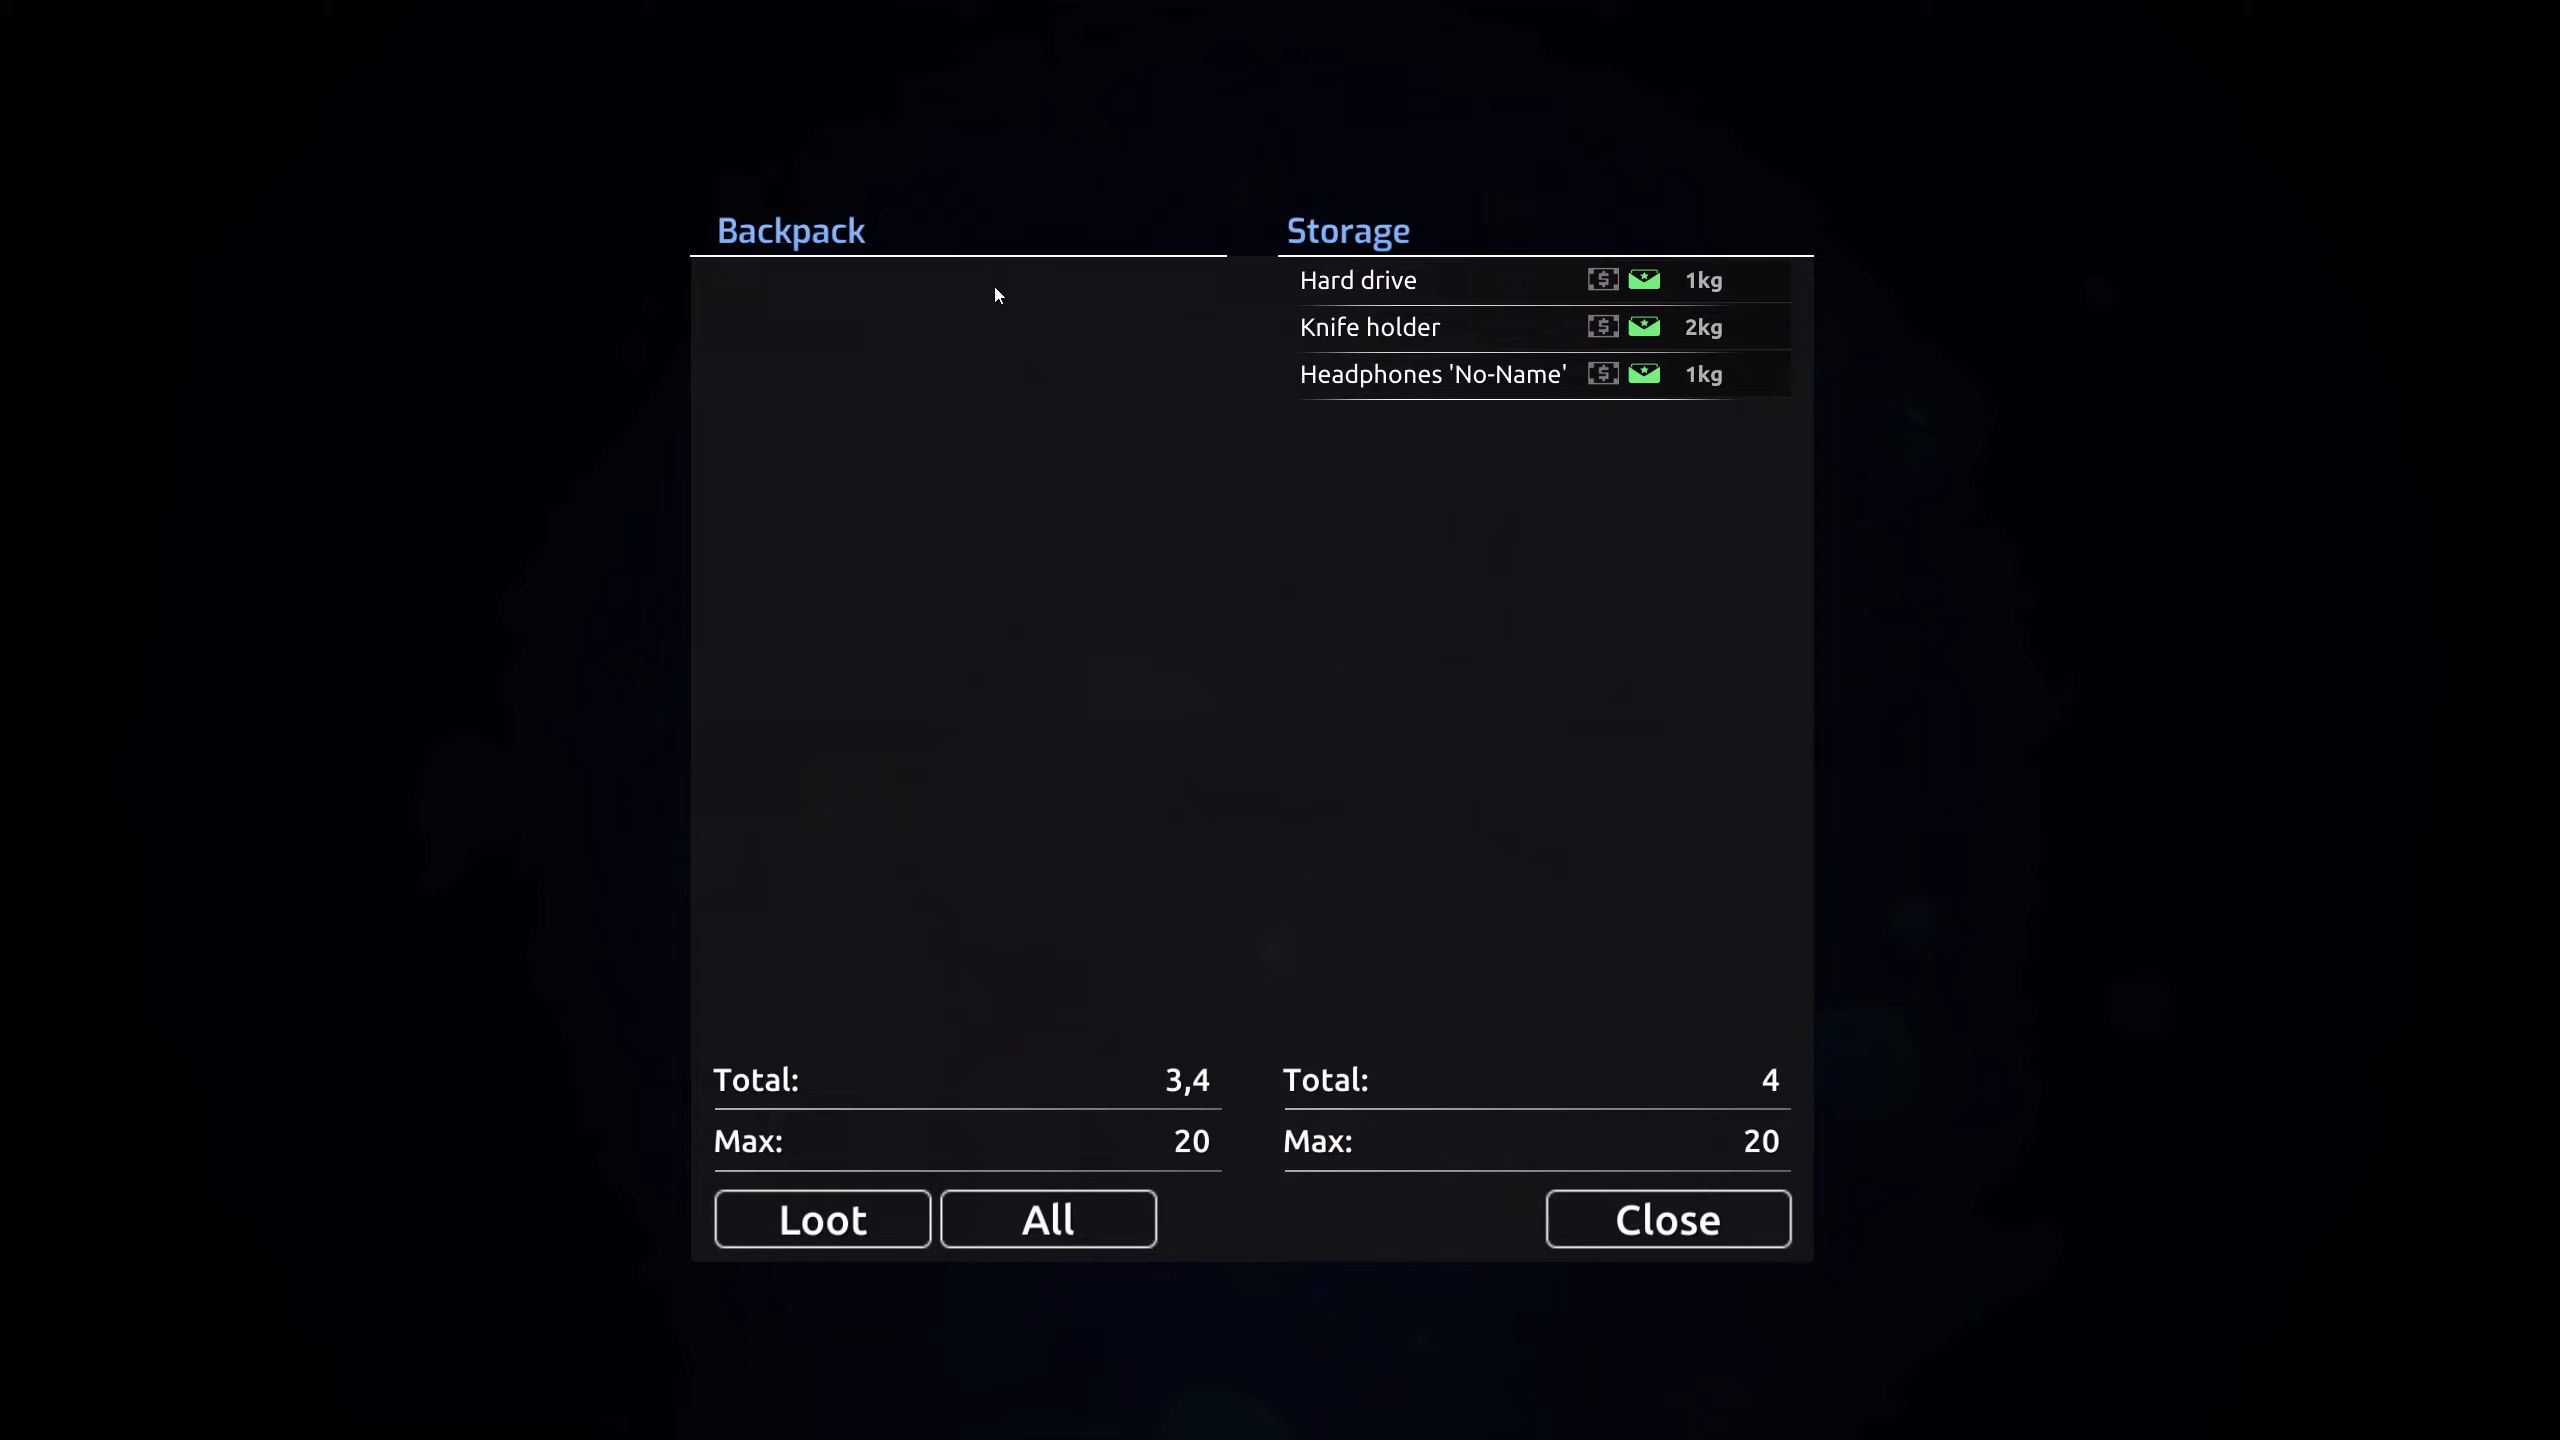 Backpack
Storage
Hard drive 1kg
Knife holder 2kg
Headphones 'No-Name' 1kg
Total: 3,4
Max: 20
Total: 4
Max: 20
Loot
All
Close